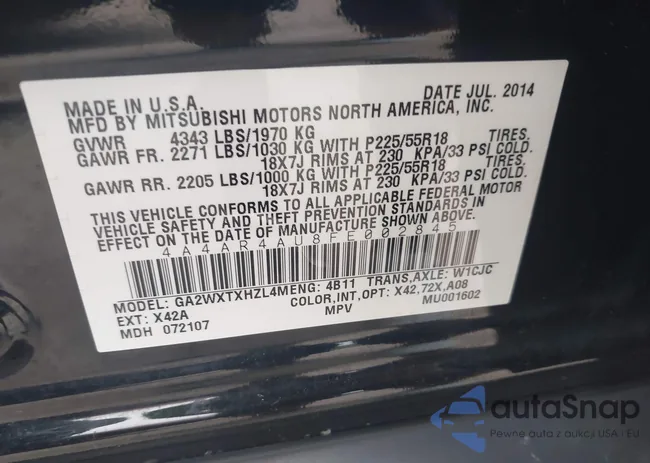 MADE IN U.S.A. DATE JUL. 2014
MFD BY MITSUBISHI MOTORS NORTH AMERICA, INC.
GVWR 4343 LBS/1970 KG
GAWR FR. 2271 LBS/1030 KG WITH P225/55R18 TIRES.
18X7J RIMS AT 230 KPA/33 PSI COLD.
GAWR RR. 2205 LBS/1000 KG WITH P225/55R18 TIRES.
18X7J RIMS AT 230 KPA/33 PSI COLD.
THIS VEHICLE CONFORMS TO ALL APPLICABLE FEDERAL MOTOR
VEHICLE SAFETY AND THEFT PREVENTION STANDARDS IN
EFFECT ON THE DATE OF MANUFACTURE SHOWN ABOVE.
4A4AR4AU8FE002845
MODEL: GA2WXTXHZL4MENG: 4B11 TRANS,AXLE: W1CJC
EXT: X42A COLOR,INT,OPT: X42,72X,A08
MDH 072107 MPV MU001602
autaSnap
Pewne auta z aukcji USA i EU